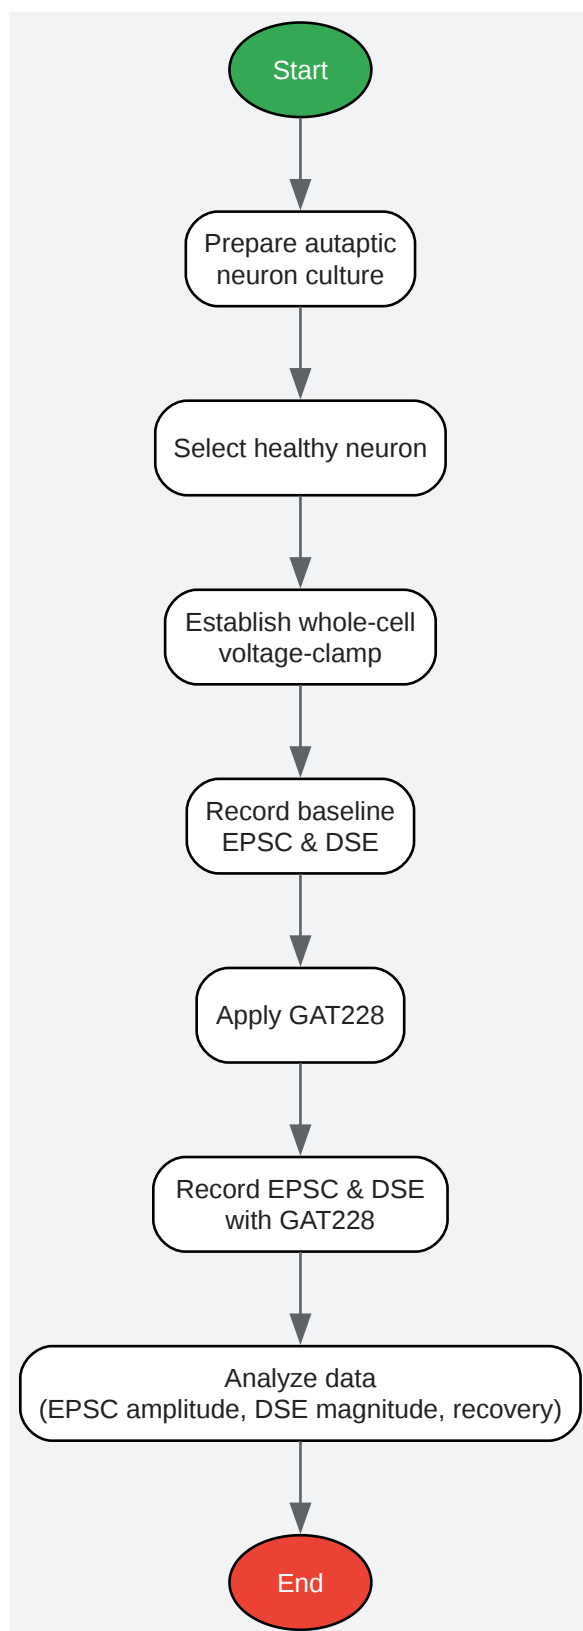 Start
Prepare autaptic
neuron culture
Select healthy neuron
Establish whole-cell
voltage-clamp
Record baseline
EPSC & DSE
Apply GAT228
Record EPSC & DSE
with GAT228
Analyze data
(EPSC amplitude, DSE magnitude, recovery)
End